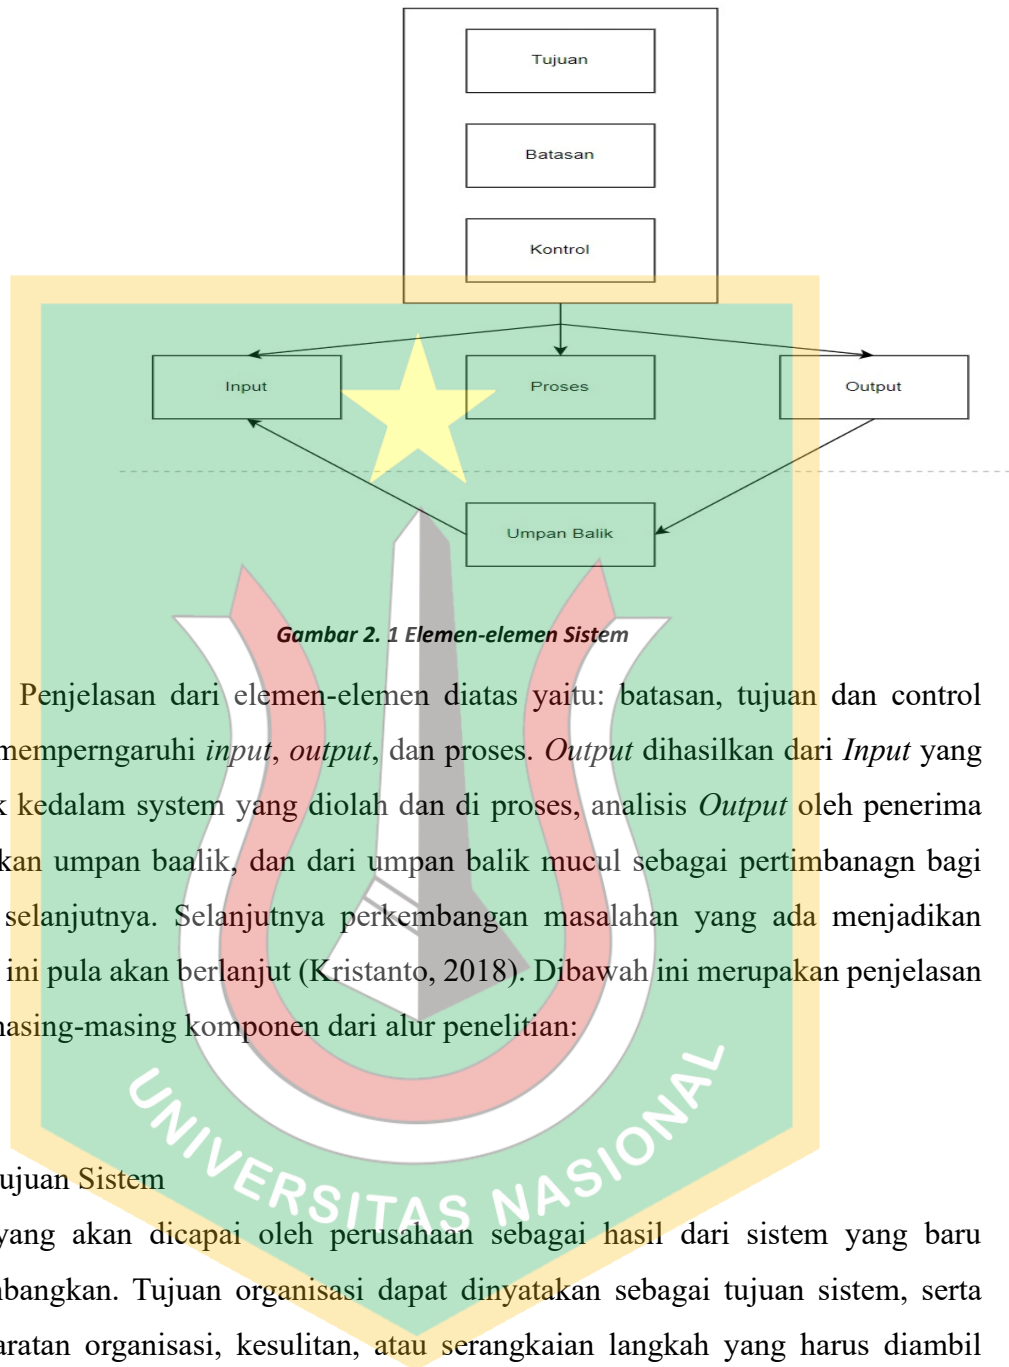 Tujuan
Batasan
Kontrol
Input Proses Output
Umpan Balik
Gambar 2. 1 Elemen-elemen Sistem
Penjelasan dari elemen-elemen diatas yaitu: batasan, tujuan dan control
memperngaruhi input, output, dan proses. Output dihasilkan dari Input yang
kedalam system yang diolah dan di proses, analisis Output oleh penerima
umpan baalik, dan dari umpan balik mucul sebagai pertimbanagn bagi
selanjutnya. Selanjutnya perkembangan masalahan yang ada menjadikan
ini pula akan berlanjut (Kristanto, 2018). Dibawah ini merupakan penjelasan
masing-masing komponen dari alur penelitian:
ujuan Sistem
yang akan dicapai oleh perusahaan sebagai hasil dari sistem yang baru
bangkan. Tujuan organisasi dapat dinyatakan sebagai tujuan sistem, serta
aratan organisasi, kesulitan, atau serangkaian langkah yang harus diambil
UNIVERSITAS NASIONAL